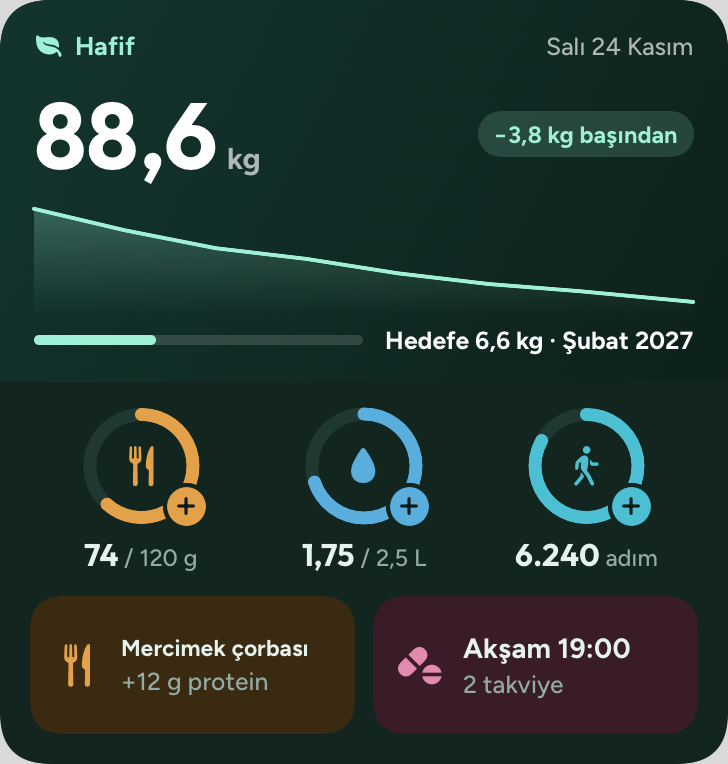 Hafif
Salı 24 Kasım
88,6 kg
−3,8 kg başından
Hedefe 6,6 kg · Şubat 2027
74 / 120 g
1,75 / 2,5 L
6.240 adım
Mercimek çorbası
+12 g protein
Akşam 19:00
2 takviye